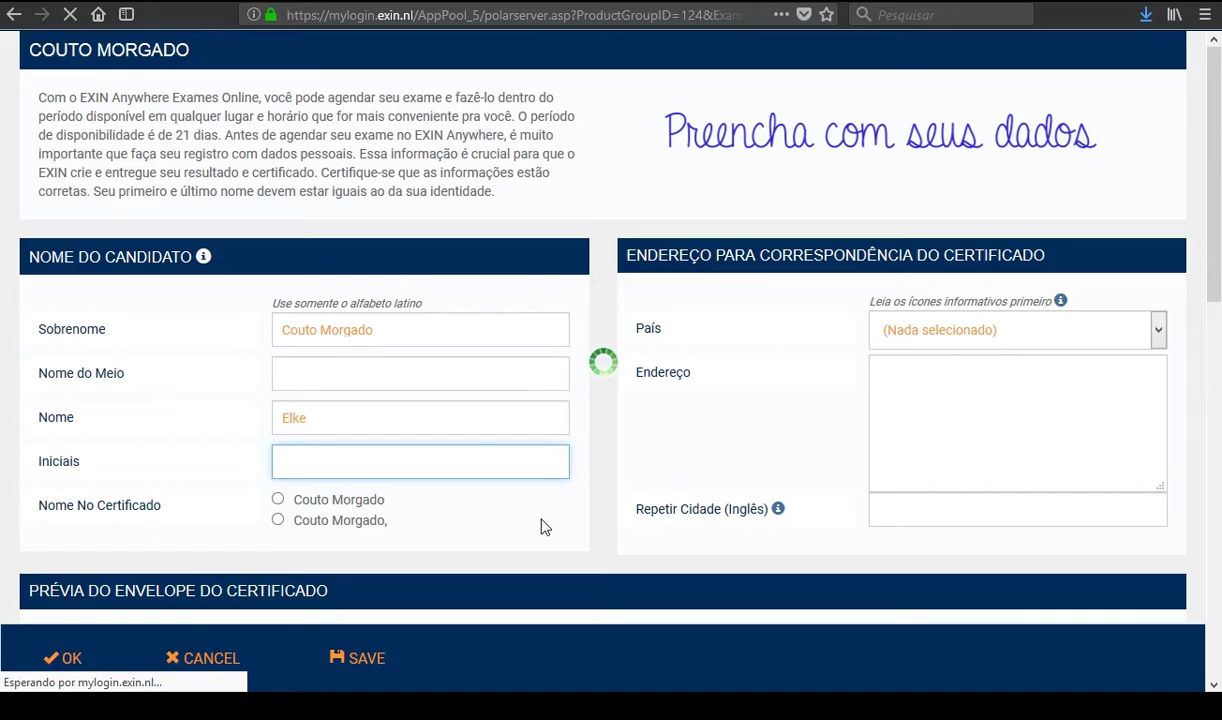 https://mylogin.exin.nl/AppPool_5/polarserver.asp?ProductGroupID=124&Exam
Pesquisar
COUTO MORGADO
Com o EXIN Anywhere Exames Online, você pode agendar seu exame e fazê-lo dentro do
período disponível em qualquer lugar e horário que for mais conveniente pra você. O período
de disponibilidade é de 21 dias. Antes de agendar seu exame no EXIN Anywhere, é muito
importante que faça seu registro com dados pessoais. Essa informação é crucial para que o
EXIN crie e entregue seu resultado e certificado. Certifique-se que as informações estão
corretas. Seu primeiro e último nome devem estar iguais ao da sua identidade.
Preencha com seus dados
NOME DO CANDIDATO
Use somente o alfabeto latino
Sobrenome
Couto Morgado
Nome do Meio
Nome
Elke
Iniciais
Nome No Certificado
Couto Morgado
Couto Morgado,
ENDEREÇO PARA CORRESPONDÊNCIA DO CERTIFICADO
Leia os ícones informativos primeiro
País
(Nada selecionado)
Endereço
Repetir Cidade (Inglês)
PRÉVIA DO ENVELOPE DO CERTIFICADO
OK
CANCEL
SAVE
Esperando por mylogin.exin.nl...